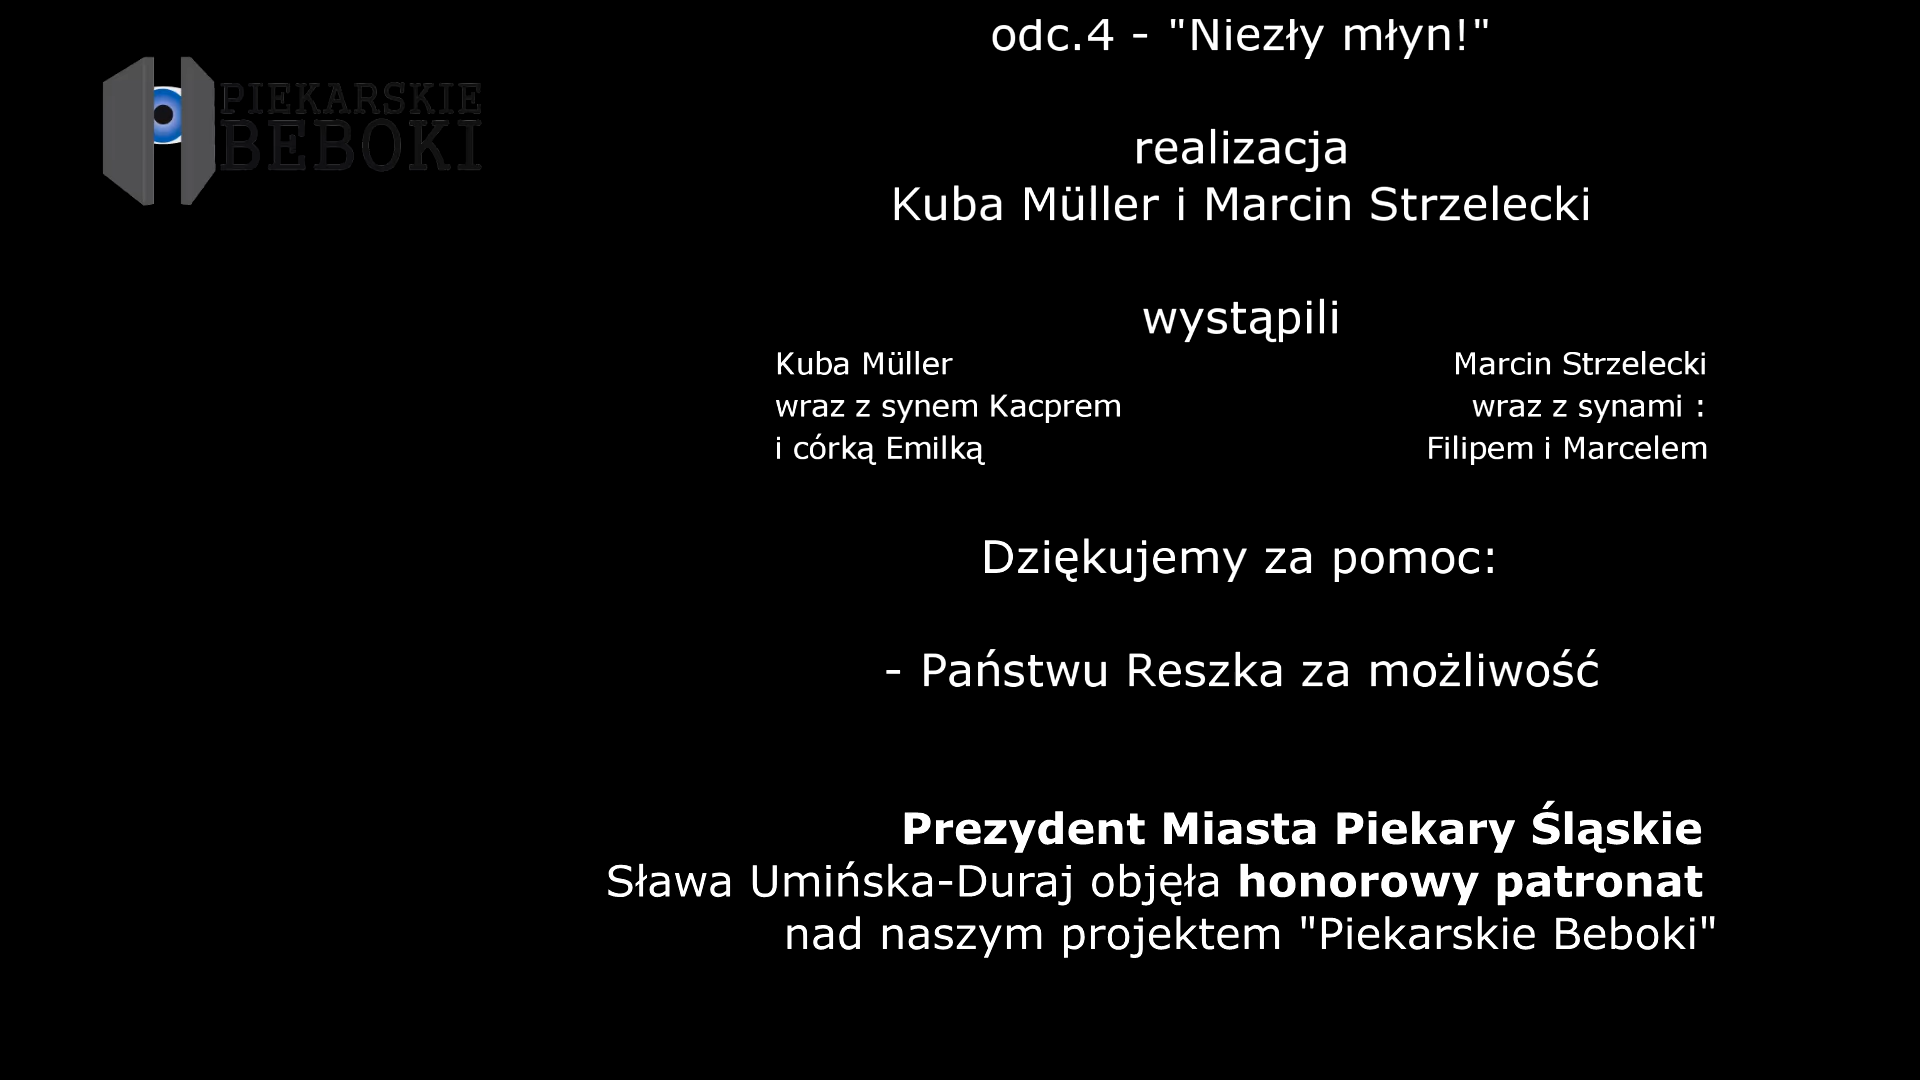 odc.4 - "Niezły młyn!"
PIEKARSKIE
BEBOKI
realizacja
Kuba Müller i Marcin Strzelecki
wystąpili
Kuba Müller
wraz z synem Kacprem
i córką Emilką
Marcin Strzelecki
wraz z synami :
Filipem i Marcelem
Dziękujemy za pomoc:
- Państwu Reszka za możliwość
Prezydent Miasta Piekary Śląskie
Sława Umińska-Duraj objęła honorowy patronat
nad naszym projektem "Piekarskie Beboki"